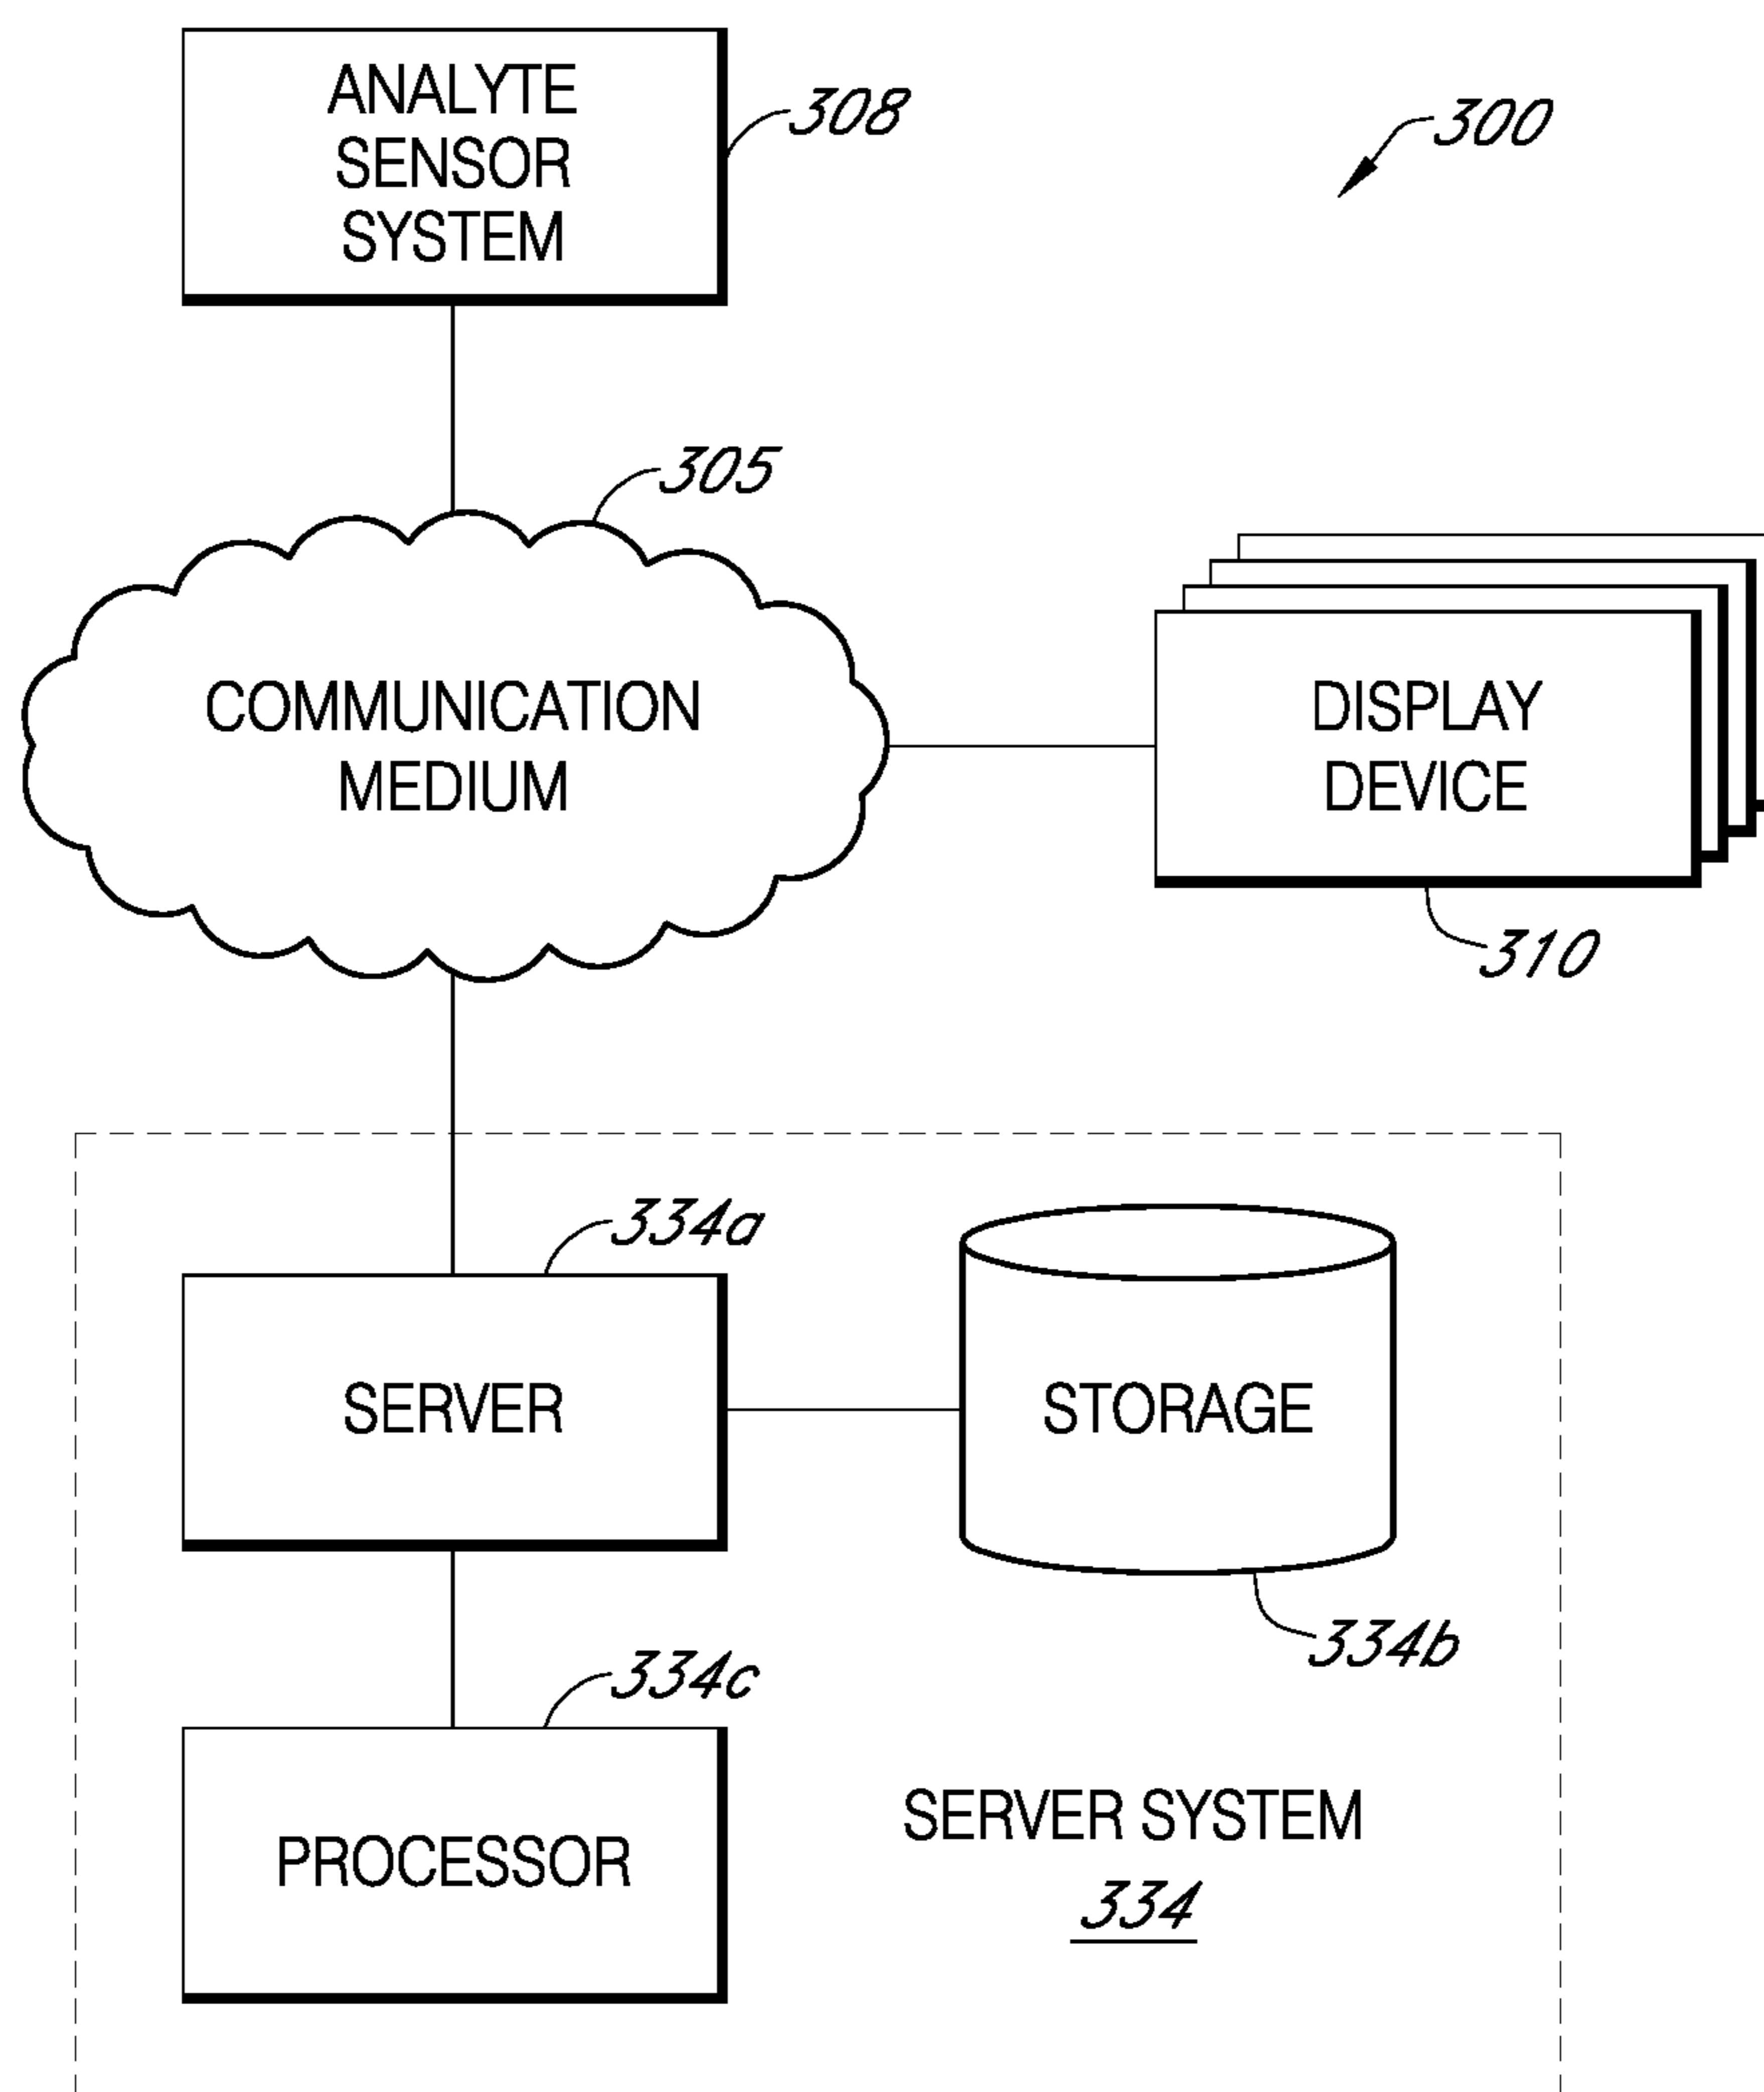 ANALYTE
SENSOR
SYSTEM
308
300
305
COMMUNICATION
MEDIUM
DISPLAY
DEVICE
310
334a
SERVER
STORAGE
334b
334c
PROCESSOR
SERVER SYSTEM
334